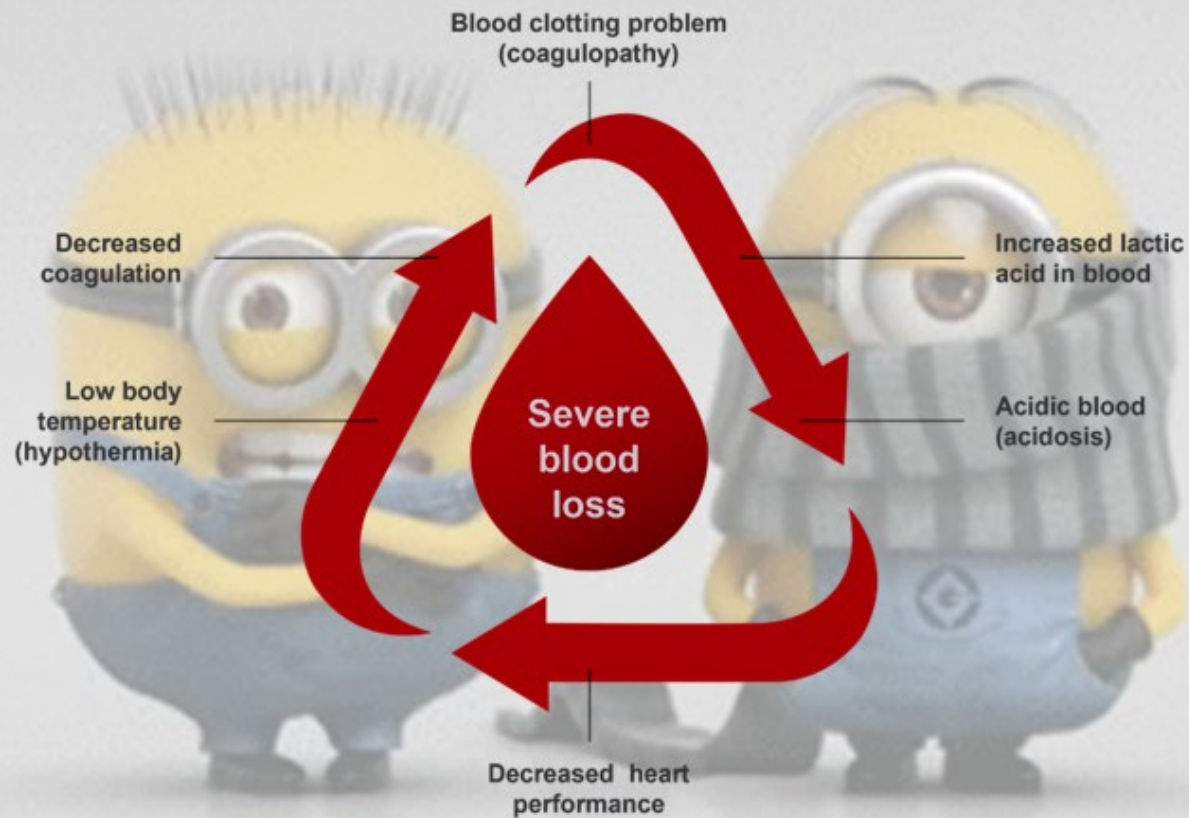 Blood clotting problem
(coagulopathy)
Decreased
coagulation
Increased lactic
acid in blood
Low body
temperature
(hypothermia)
Severe
blood
loss
Acidic blood
(acidosis)
Decreased heart
performance